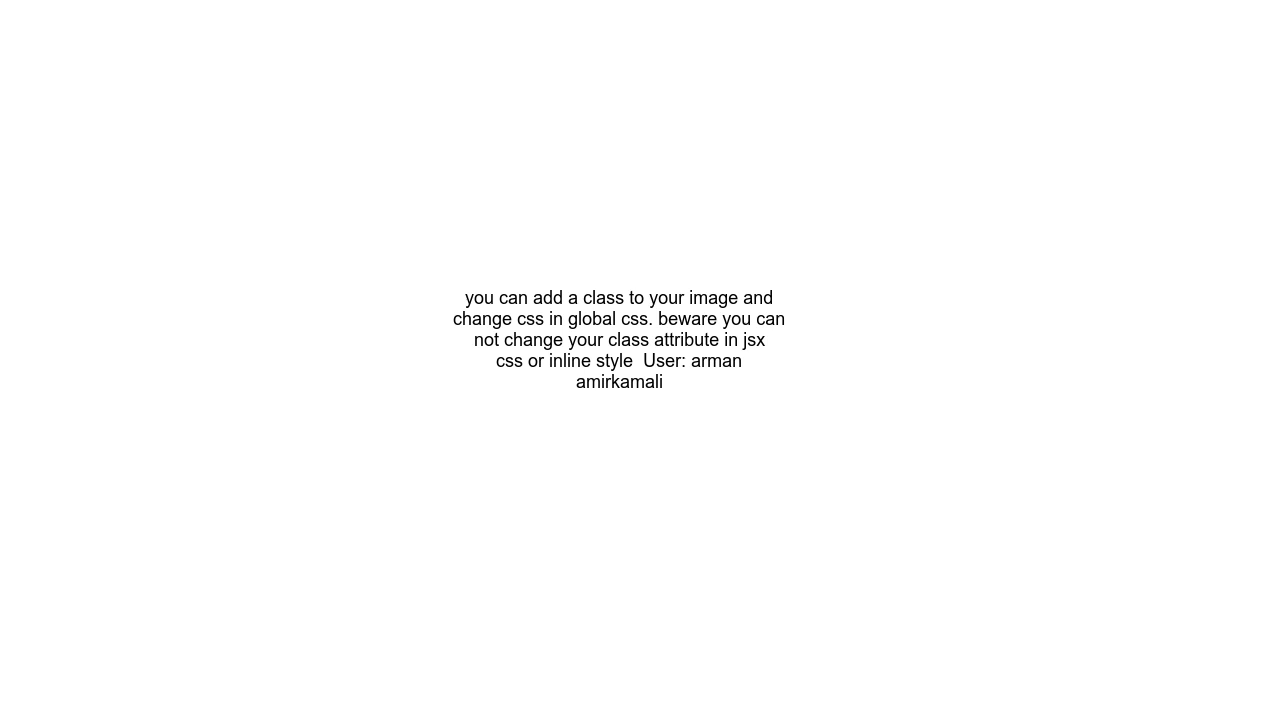 you can add a class to your image and
change css in global css. beware you can
not change your class attribute in jsx
css or inline style  User: arman
amirkamali